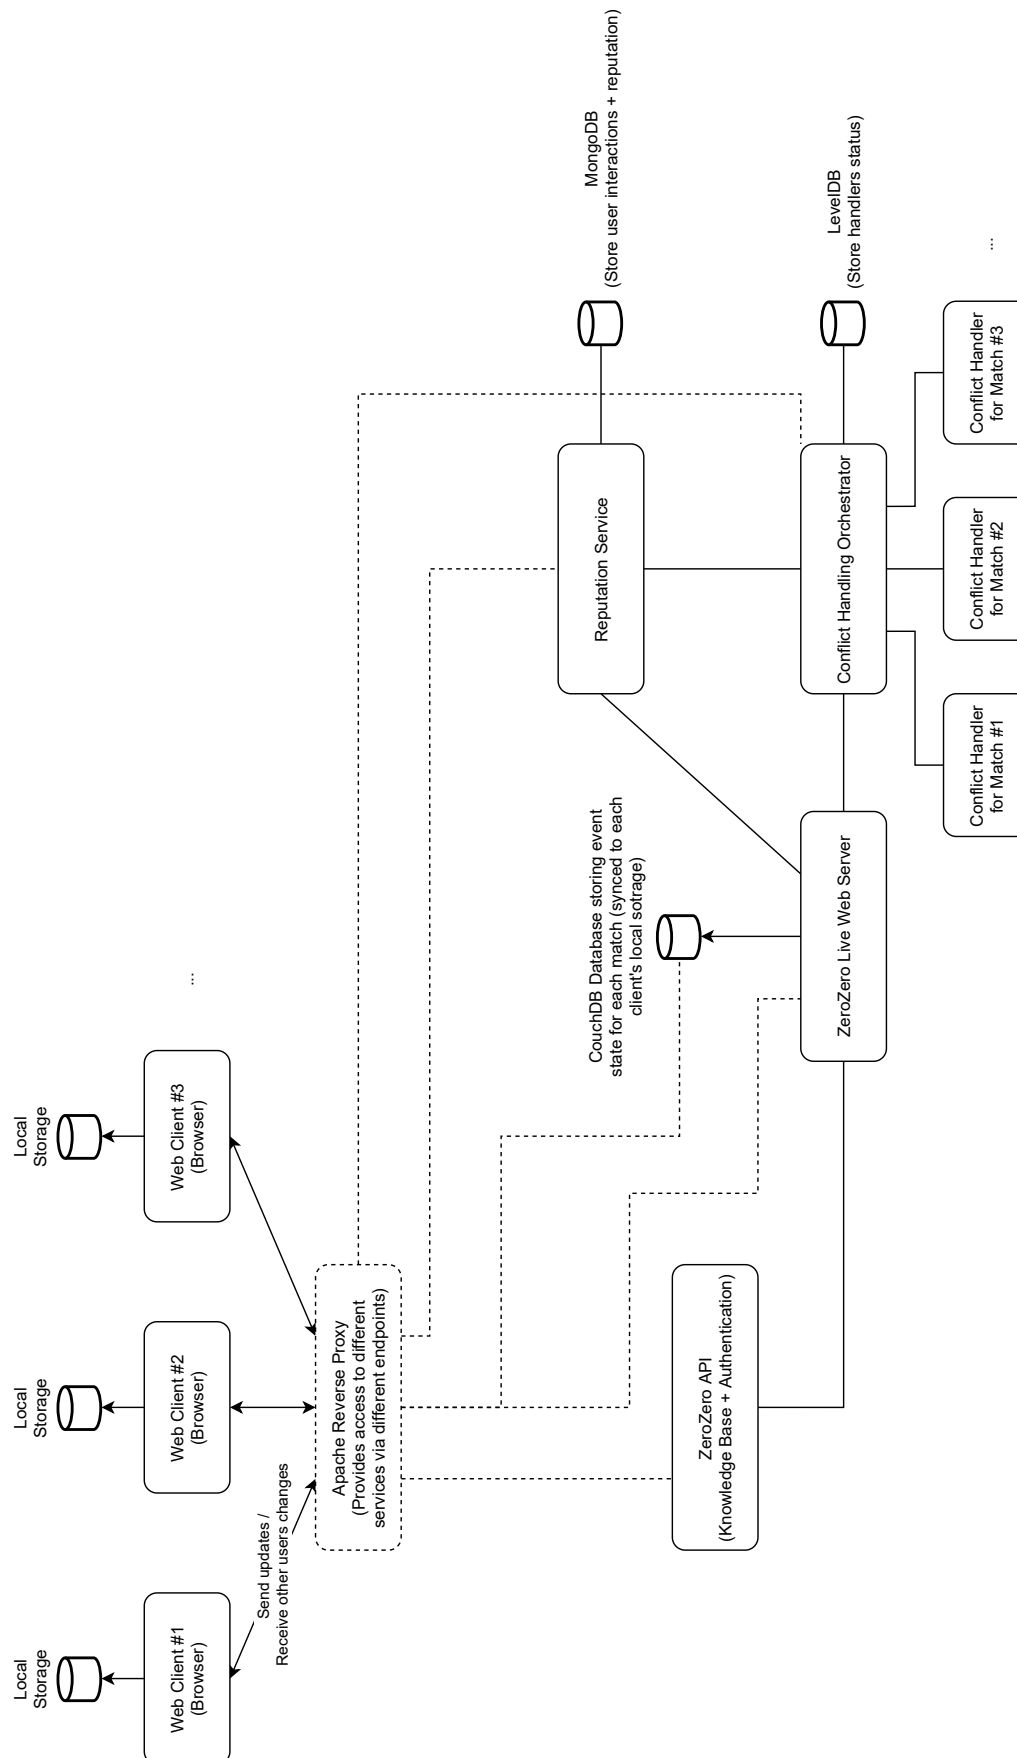 Local
Storage
Local
Storage
Local
Storage
Web Client #1
(Browser)
Web Client #2
(Browser)
Web Client #3
(Browser)
...
Send updates /
Receive other users changes
Apache Reverse Proxy
(Provides access to different
services via different endpoints)
MongoDB
(Store user interactions + reputation)
Reputation Service
CouchDB Database storing event
state for each match (synced to each
client's local sotrage)
ZeroZero API
(Knowledge Base + Authentication)
ZeroZero Live Web Server
Conflict Handling Orchestrator
LevelDB
(Store handlers status)
Conflict Handler
for Match #1
Conflict Handler
for Match #2
Conflict Handler
for Match #3
...